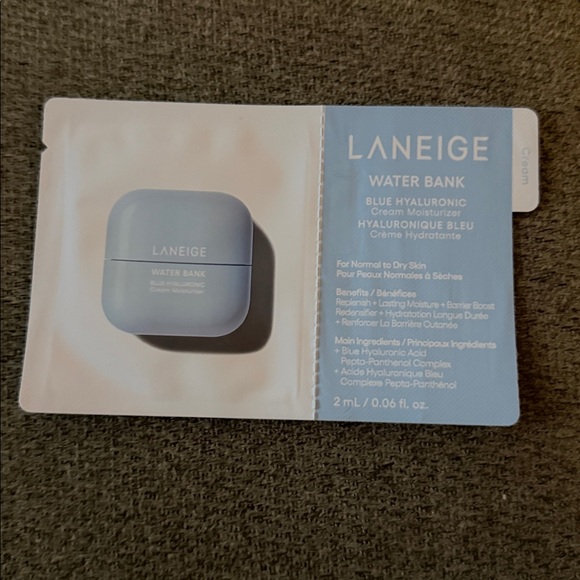 LANEIGE
WATER BANK
BLUE HYALURONIC
Cream Moisturizer
LANEIGE
WATER BANK
BLUE HYALURONIC
Cream Moisturizer
HYALURONIQUE BLEU
Crème Hydratante
For Normal to Dry Skin
Pour Peaux Normales à Sèches
Benefits / Bénéfices
Replenish + Lasting Moisture + Barrier Boost
Redensifier + Hydratation Longue Durée
+ Renforcer La Barrière Cutanée
Main Ingredients / Principaux Ingrédients
+ Blue Hyaluronic Acid
Pepta-Panthenol Complex
+ Acide Hyaluronique Bleu
Complexe Pepta-Panthénol
2 mL / 0.06 fl. oz.
Cream